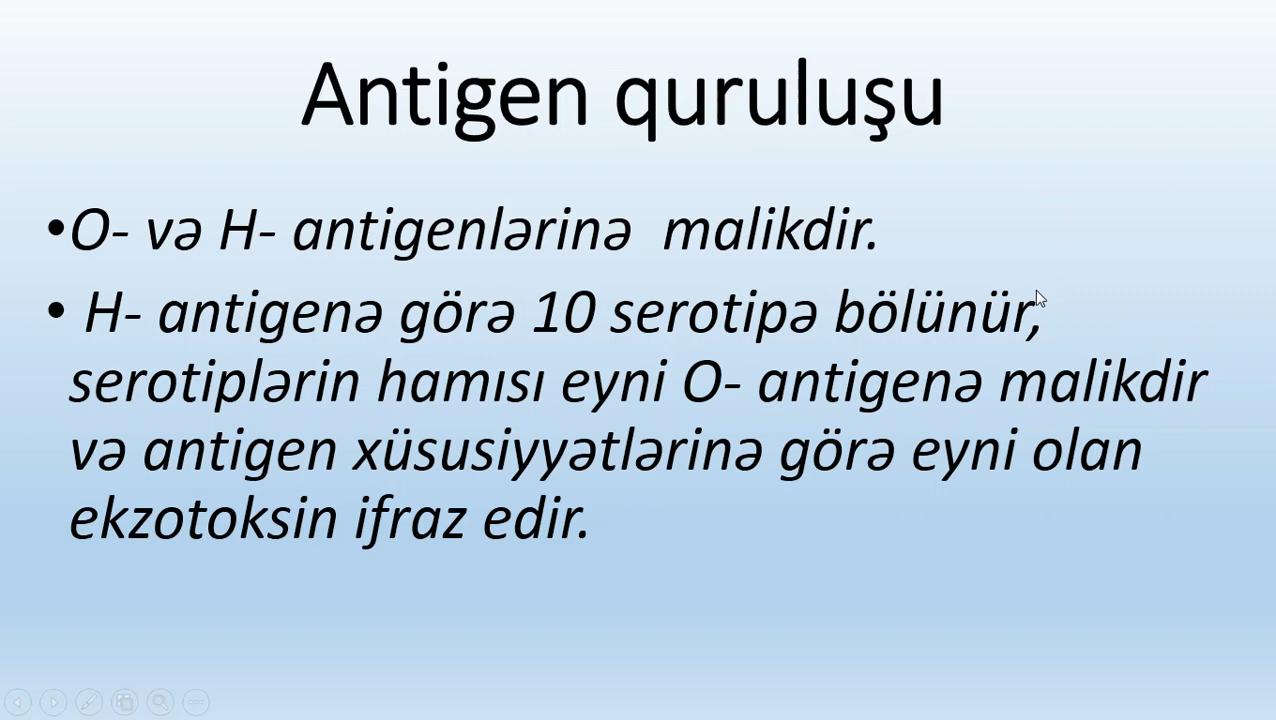 Antigen quruluşu
•O- və H- antigenlərinə malikdir.
• H- antigenə görə 10 serotipə bölünür,
serotiplərin hamısı eyni O- antigenə malikdir
və antigen xüsusiyyətlərinə görə eyni olan
ekzotoksin ifraz edir.